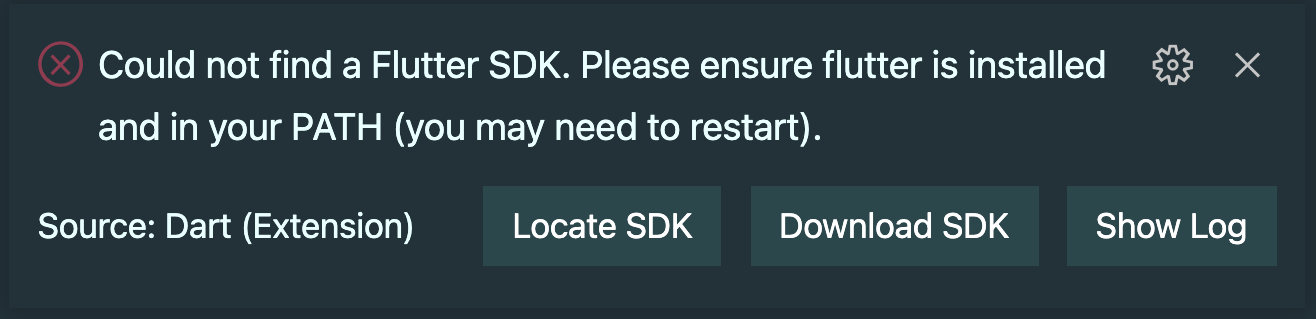 Could not find a Flutter SDK. Please ensure flutter is installed
and in your PATH (you may need to restart).
Source: Dart (Extension)
Locate SDK
Download SDK
Show Log